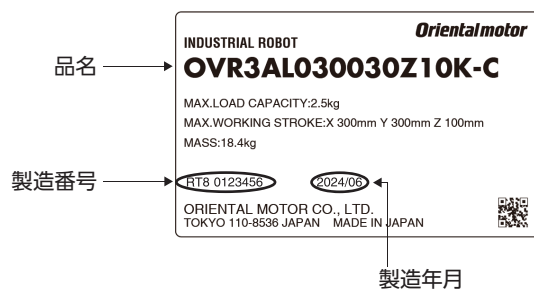 Orientalmotor
INDUSTRIAL ROBOT
品名
OVR3AL030030Z10K-C
MAX.LOAD CAPACITY:2.5kg
MAX.WORKING STROKE:X 300mm Y 300mm Z 100mm
MASS:18.4kg
製造番号
RT8 0123456 2024/06
ORIENTAL MOTOR CO., LTD.
TOKYO 110-8536 JAPAN MADE IN JAPAN
製造年月